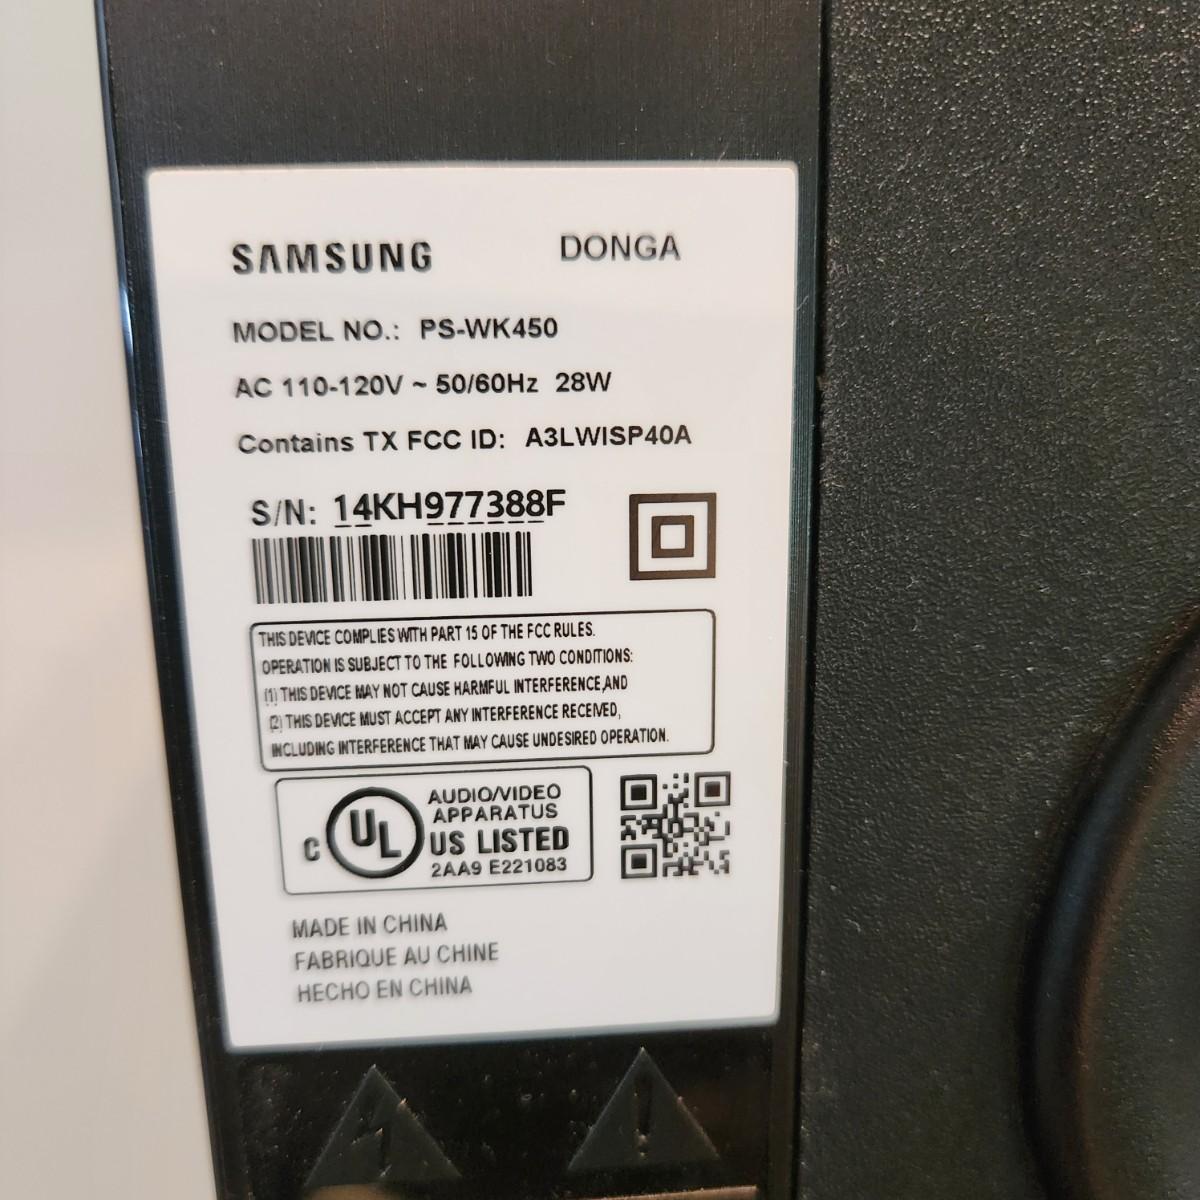 SAMSUNG DONGA
MODEL NO.: PS-WK450
AC 110-120V ~ 50/60Hz 28W
Contains TX FCC ID: A3LWISP40A
S/N: 14KH977388F
THIS DEVICE COMPLIES WITH PART 15 OF THE FCC RULES.
OPERATION IS SUBJECT TO THE FOLLOWING TWO CONDITIONS:
(1) THIS DEVICE MAY NOT CAUSE HARMFUL INTERFERENCE,AND
(2) THIS DEVICE MUST ACCEPT ANY INTERFERENCE RECEIVED,
INCLUDING INTERFERENCE THAT MAY CAUSE UNDESIRED OPERATION.
C UL AUDIO/VIDEO
APPARATUS
US LISTED
2AA9 E221083
MADE IN CHINA
FABRIQUE AU CHINE
HECHO EN CHINA